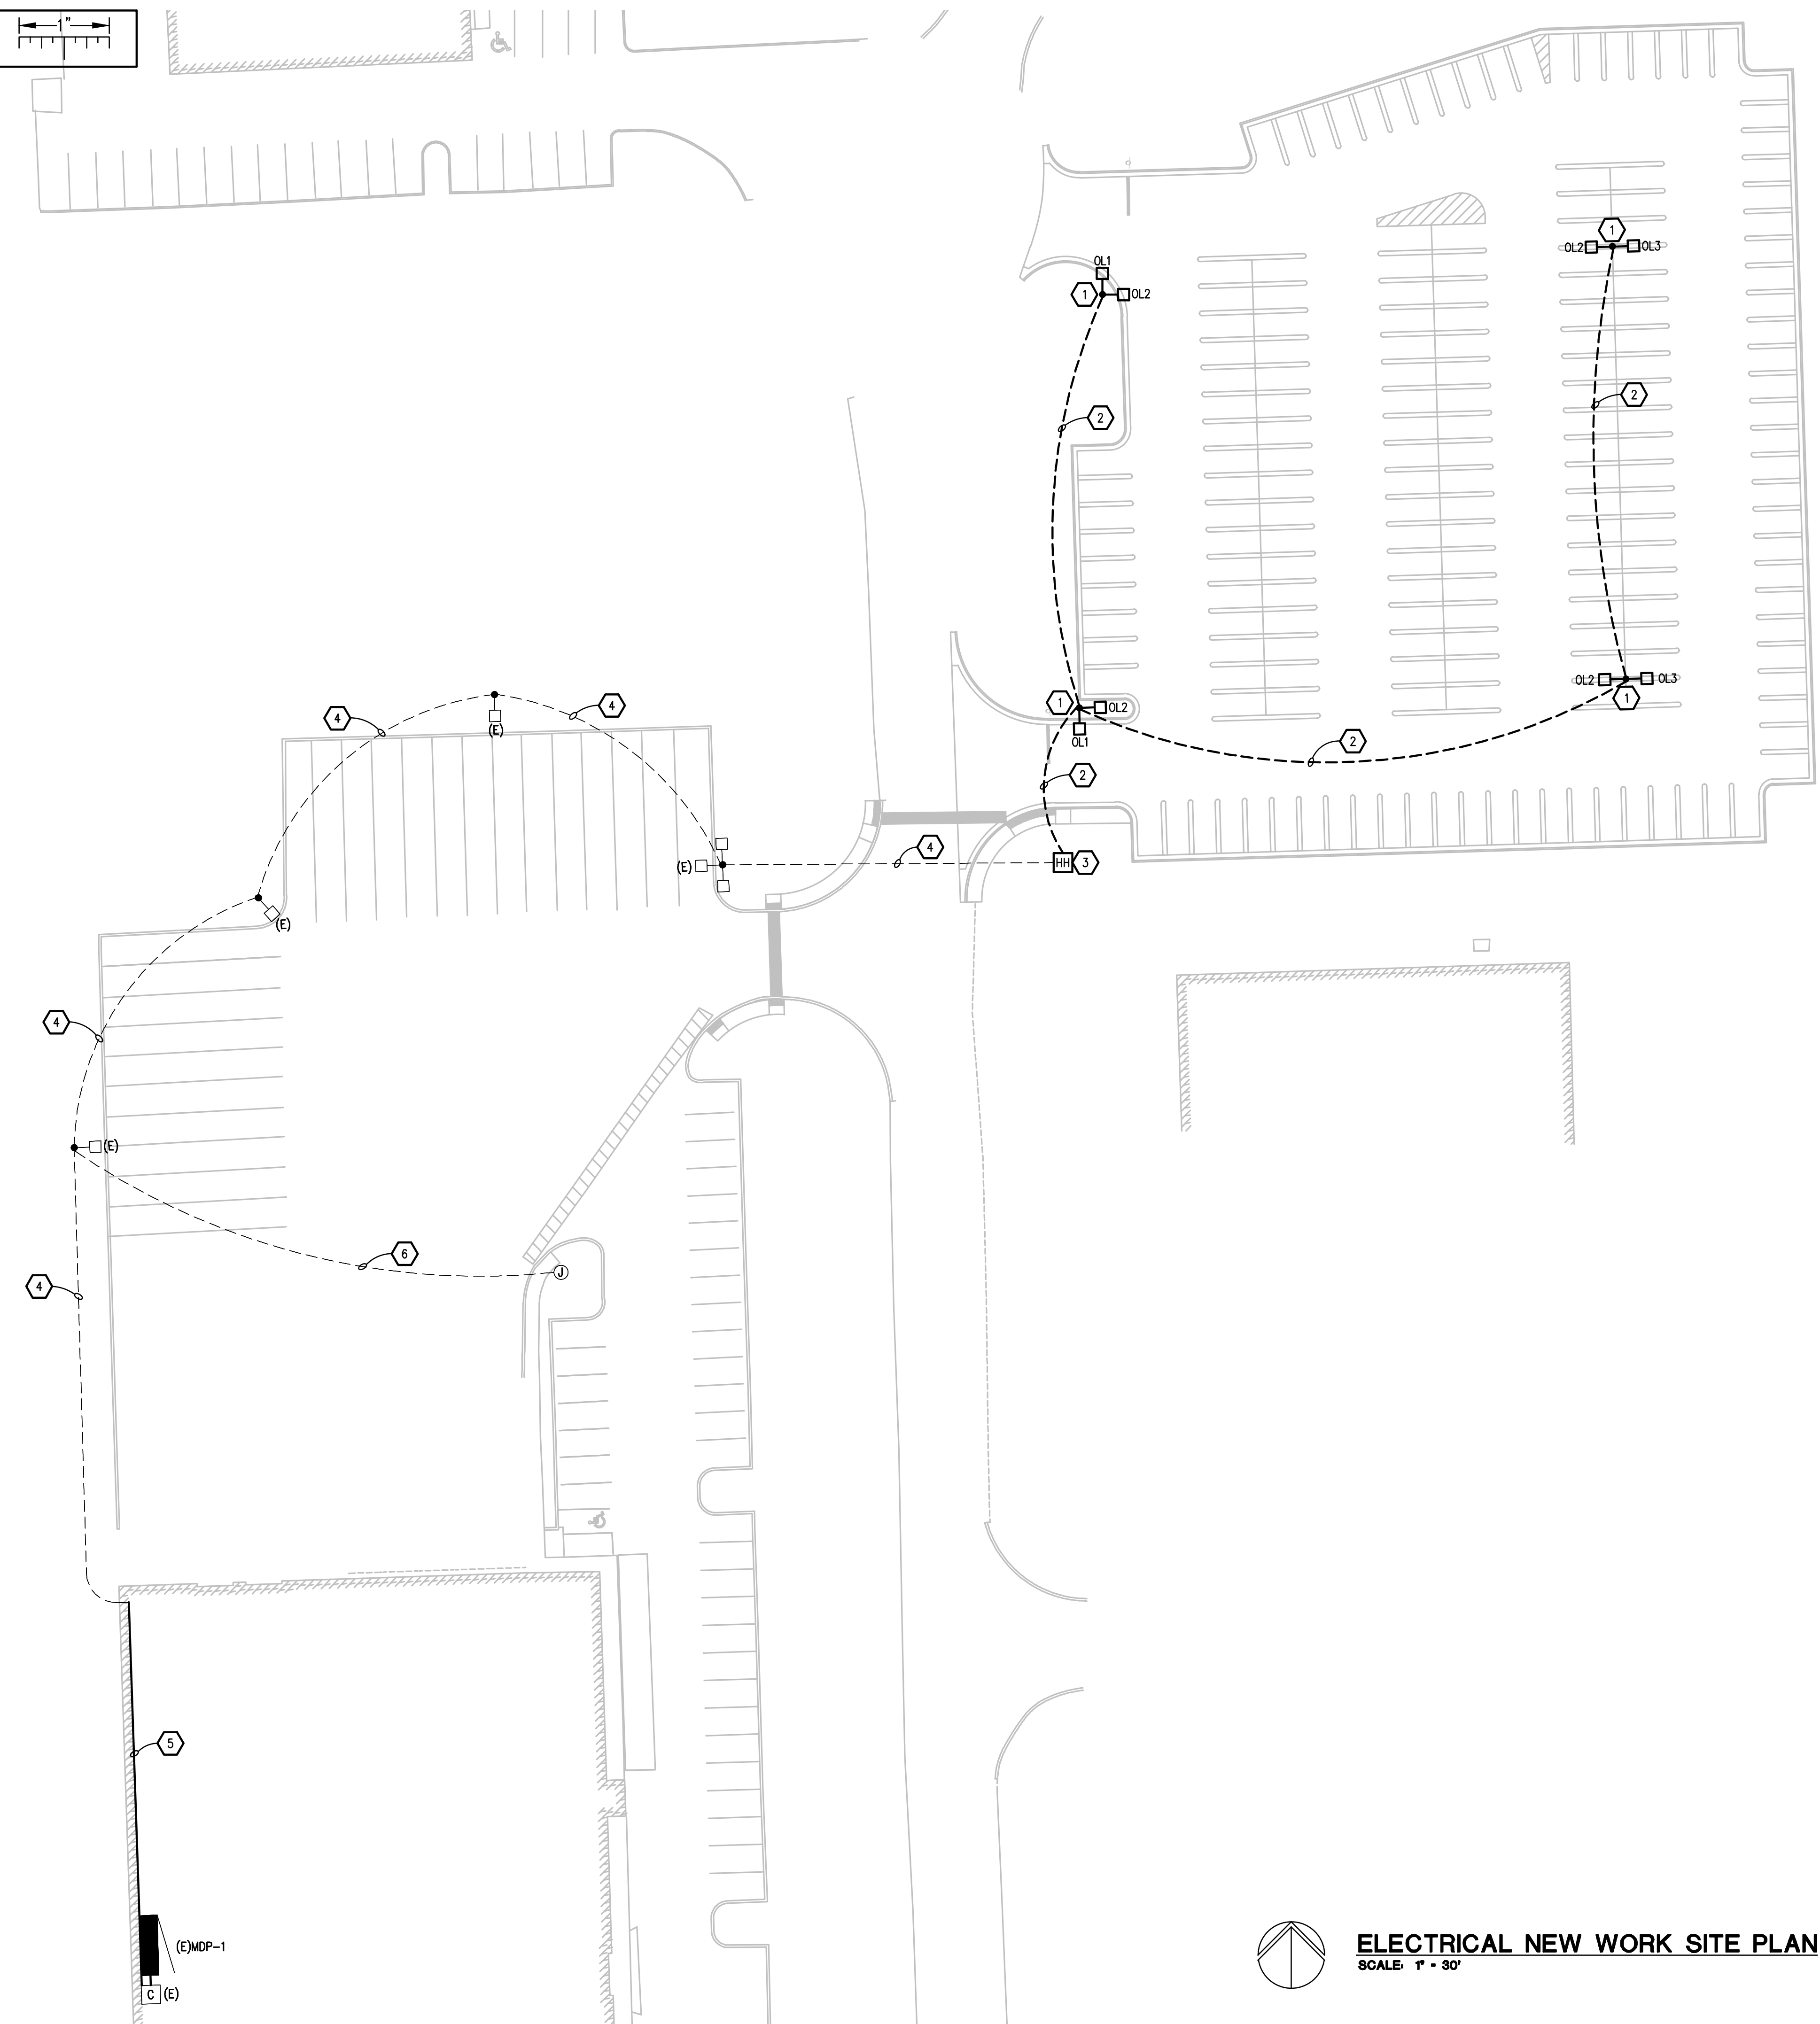 1"
1
OL2
OL3
OL1
1
OL2
2
2
OL2
OL3
1
1
OL2
OL1
4
4
(E)
2
2
4
(E)
HH
3
(E)
4
(E)
6
J
4
5
(E)MDP-1
C
(E)
ELECTRICAL NEW WORK SITE PLAN
SCALE: 1" = 30'